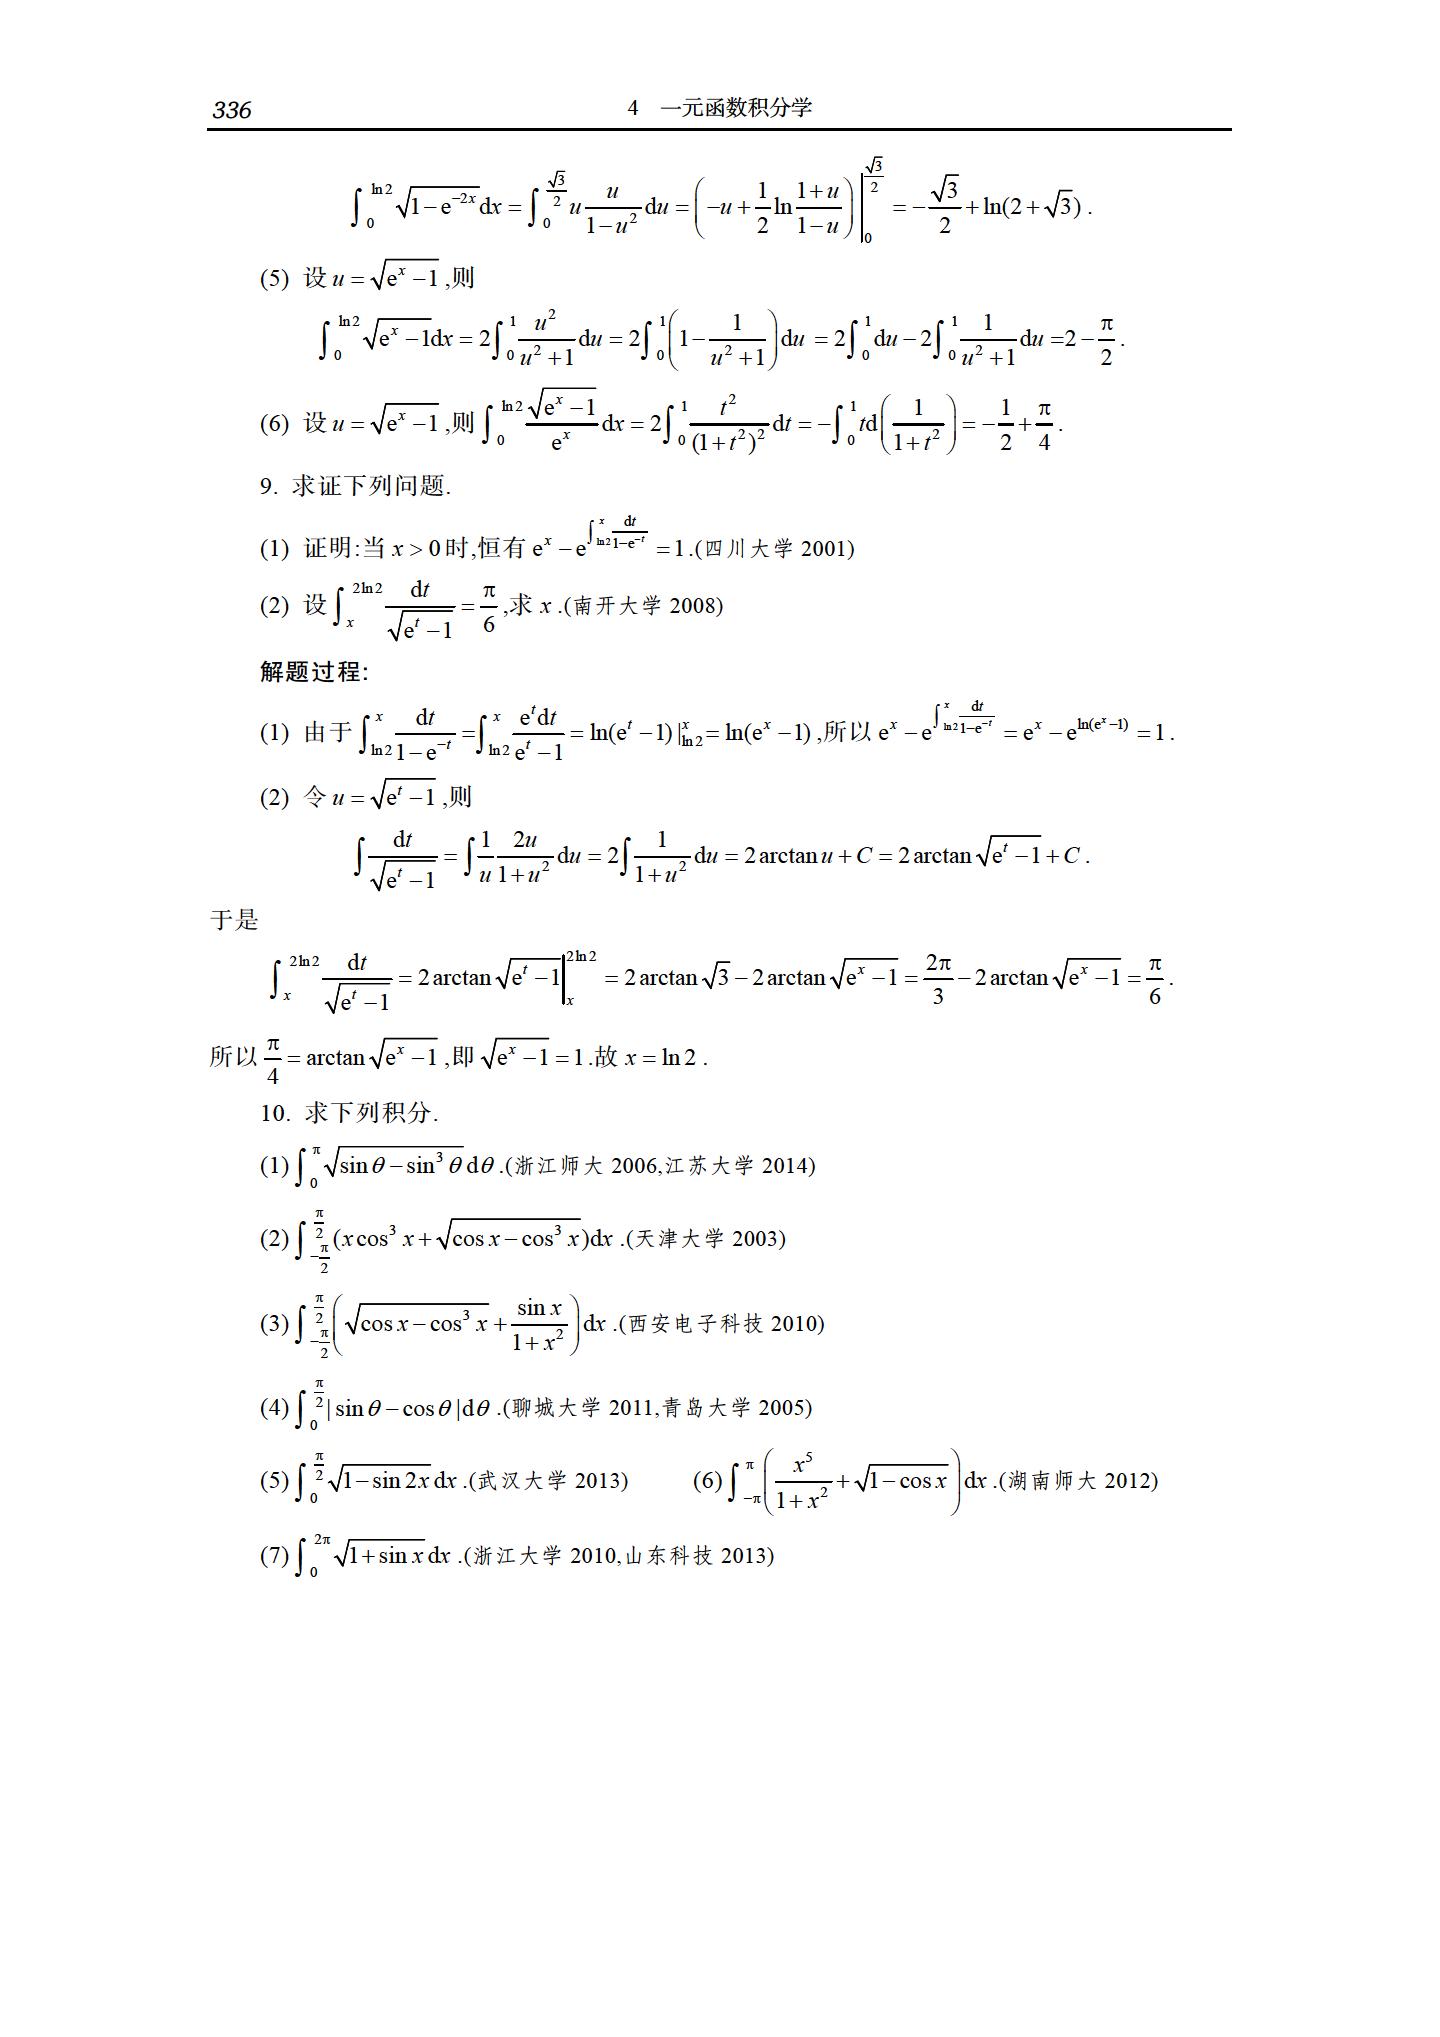 336 4 一元函数积分学
$\int_0^{\ln 2}\sqrt{1-e^{-2x}}dx=\int_0^{\frac{\sqrt{3}}{2}}u\frac{u}{1-u^2}du=\left(-u+\frac{1}{2}\ln\frac{1+u}{1-u}\right)\Big|_0^{\frac{\sqrt{3}}{2}}=-\frac{\sqrt{3}}{2}+\ln(2+\sqrt{3})$.
(5) 设 $u=\sqrt{e^x-1}$,则
$\int_0^{\ln 2}\sqrt{e^x-1}dx=2\int_0^1\frac{u^2}{u^2+1}du=2\int_0^1\left(1-\frac{1}{u^2+1}\right)du=2\int_0^1du-2\int_0^1\frac{1}{u^2+1}du=2-\frac{\pi}{2}$.
(6) 设 $u=\sqrt{e^x-1}$,则 $\int_0^{\ln 2}\frac{\sqrt{e^x-1}}{e^x}dx=2\int_0^1\frac{t^2}{(1+t^2)^2}dt=-\int_0^1td\left(\frac{1}{1+t^2}\right)=-\frac{1}{2}+\frac{\pi}{4}$.
9. 求证下列问题.
(1) 证明:当 $x>0$ 时,恒有 $e^x-e^{\int_{\ln 2}^x\frac{dt}{1-e^{-t}}}=1$.(四川大学 2001)
(2) 设 $\int_x^{2\ln 2}\frac{dt}{\sqrt{e^t-1}}=\frac{\pi}{6}$,求 $x$.(南开大学 2008)
解题过程:
(1) 由于 $\int_{\ln 2}^x\frac{dt}{1-e^{-t}}=\int_{\ln 2}^x\frac{e^tdt}{e^t-1}=\ln(e^t-1)|_{\ln 2}^x=\ln(e^x-1)$,所以 $e^x-e^{\int_{\ln 2}^x\frac{dt}{1-e^{-t}}}=e^x-e^{\ln(e^x-1)}=1$.
(2) 令 $u=\sqrt{e^t-1}$,则
$\int\frac{dt}{\sqrt{e^t-1}}=\int\frac{1}{u}\frac{2u}{1+u^2}du=2\int\frac{1}{1+u^2}du=2\arctan u+C=2\arctan\sqrt{e^t-1}+C$.
于是
$\int_x^{2\ln 2}\frac{dt}{\sqrt{e^t-1}}=2\arctan\sqrt{e^t-1}\Big|_x^{2\ln 2}=2\arctan\sqrt{3}-2\arctan\sqrt{e^x-1}=\frac{2\pi}{3}-2\arctan\sqrt{e^x-1}=\frac{\pi}{6}$.
所以 $\frac{\pi}{4}=\arctan\sqrt{e^x-1}$,即 $\sqrt{e^x-1}=1$.故 $x=\ln 2$.
10. 求下列积分.
(1) $\int_0^{\pi}\sqrt{\sin\theta-\sin^3\theta}d\theta$.(浙江师大 2006,江苏大学 2014)
(2) $\int_{-\frac{\pi}{2}}^{\frac{\pi}{2}}(x\cos^3x+\sqrt{\cos x-\cos^3x})dx$.(天津大学 2003)
(3) $\int_{-\frac{\pi}{2}}^{\frac{\pi}{2}}\left(\sqrt{\cos x-\cos^3x}+\frac{\sin x}{1+x^2}\right)dx$.(西安电子科技 2010)
(4) $\int_0^{\frac{\pi}{2}}|\sin\theta-\cos\theta|d\theta$.(聊城大学 2011,青岛大学 2005)
(5) $\int_0^{\frac{\pi}{2}}\sqrt{1-\sin 2x}dx$.(武汉大学 2013) (6) $\int_{-\pi}^{\pi}\left(\frac{x^5}{1+x^2}+\sqrt{1-\cos x}\right)dx$.(湖南师大 2012)
(7) $\int_0^{2\pi}\sqrt{1+\sin x}dx$.(浙江大学 2010,山东科技 2013)